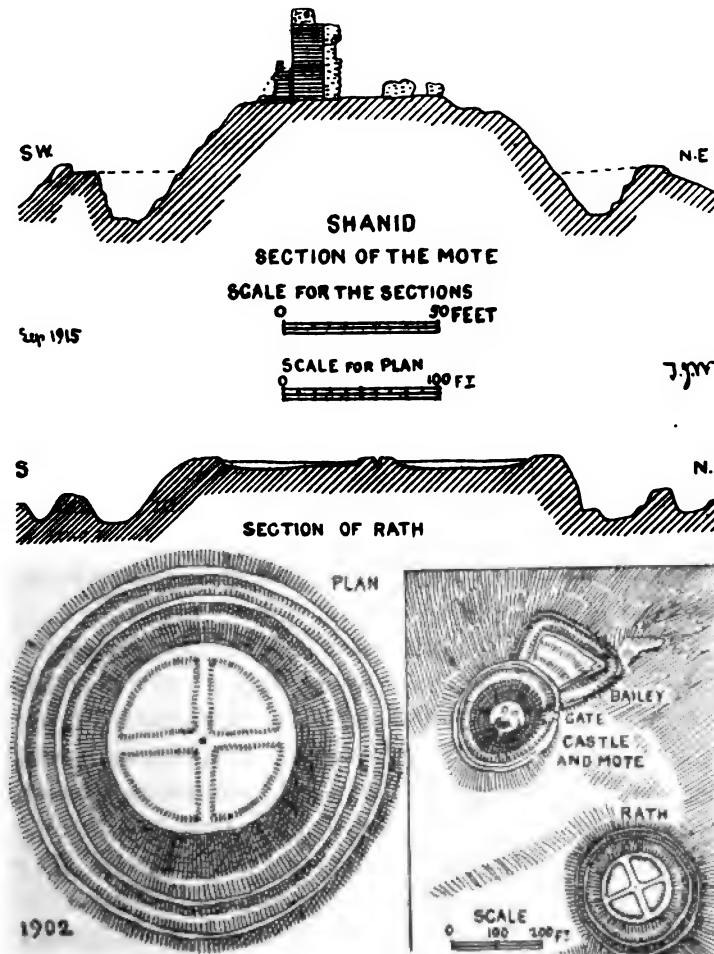 SW.
N.E
SHANID
SECTION OF THE MOTE
SCALE FOR THE SECTIONS
0 50 FEET
Sep 1915
SCALE FOR PLAN
0 100 FT
T.J.W
S
N.
SECTION OF RATH
PLAN
BAILEY
GATE
CASTLE
AND MOTE
RATH
1902
SCALE
0 100 200 FT